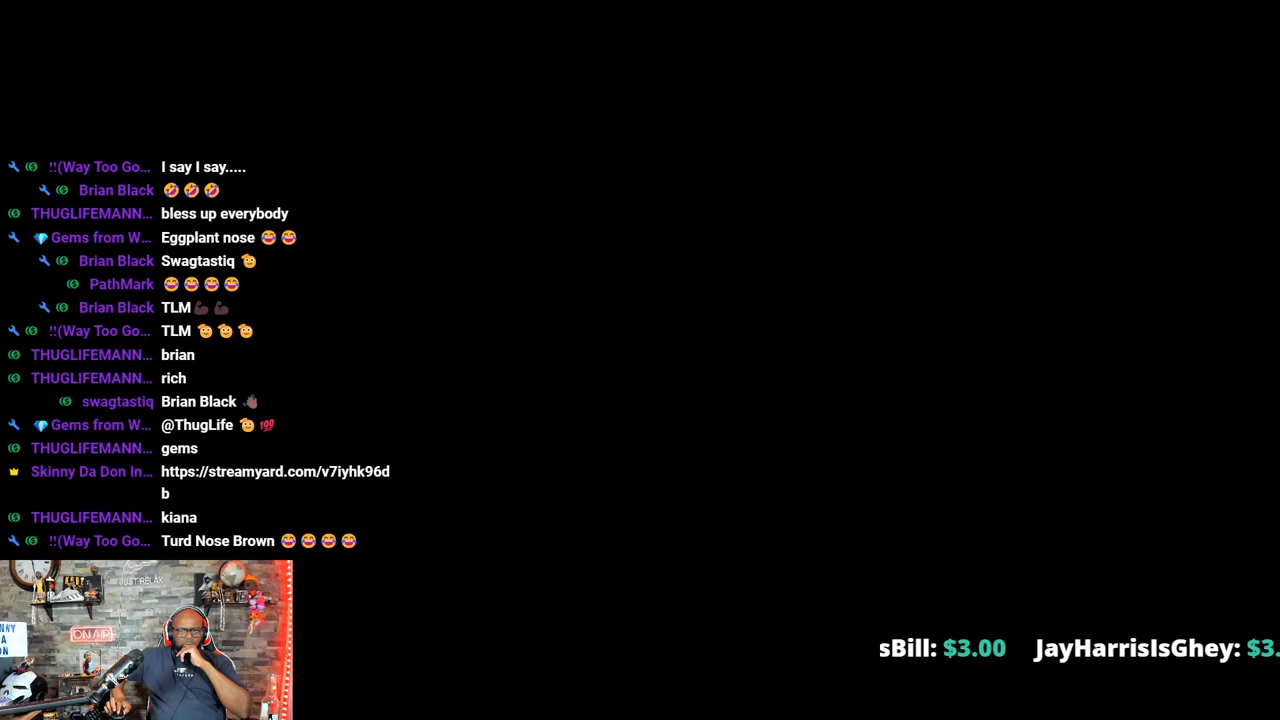 !!(Way Too Go... I say I say.....
Brian Black 🤣 🤣 🤣
THUGLIFEMANN... bless up everybody
💎Gems from W... Eggplant nose 😂 😂
Brian Black Swagtastiq 🫡
PathMark 😂 😂 😂 😂
Brian Black TLM💪🏿 💪🏿
!!(Way Too Go... TLM 🫡 🫡 🫡
THUGLIFEMANN... brian
THUGLIFEMANN... rich
swagtastiq Brian Black
💎Gems from W... @ThugLife 🫡 💯
THUGLIFEMANN... gems
Skinny Da Don In... https://streamyard.com/v7iyhk96d
b
THUGLIFEMANN... kiana
!!(Way Too Go... Turd Nose Brown 😂 😂 😂 😂
JUST RELAX
ON AIR
sBill: $3.00 JayHarrisIsGhey: $3.